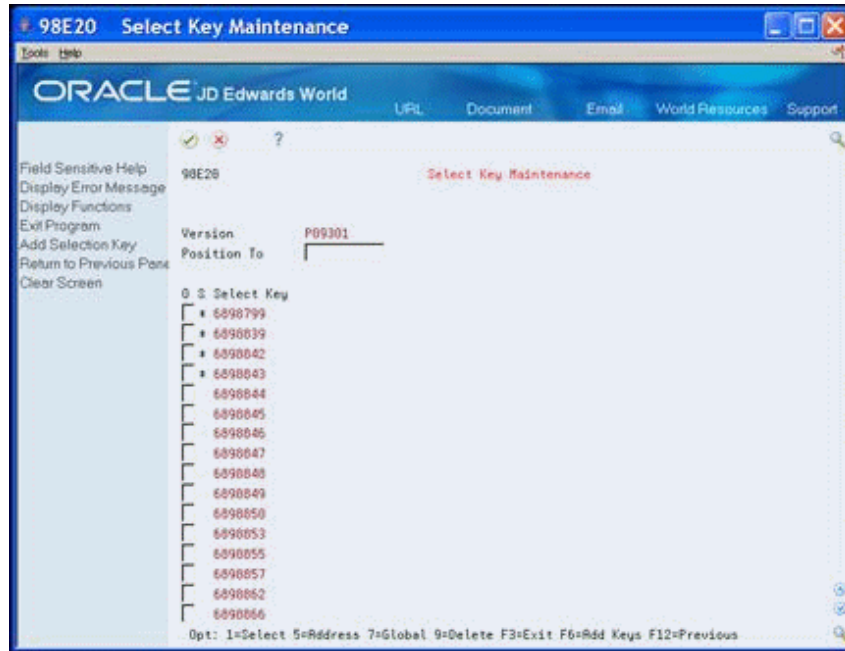 98E20 Select Key Maintenance
Tools Help
ORACLE JD Edwards World
URL Document Email World Resources Support
?
Field Sensitive Help
Display Error Message
Display Functions
Exit Program
Add Selection Key
Return to Previous Pane
Clear Screen
98E20 Select Key Maintenance
Version P09301
Position To
O S Select Key
* 6898799
* 6898839
* 6898842
* 6898843
6898844
6898845
6898846
6898847
6898848
6898849
6898850
6898853
6898855
6898857
6898862
6898866
Opt: 1=Select 5=Address 7=Global 9=Delete F3=Exit F6=Add Keys F12=Previous